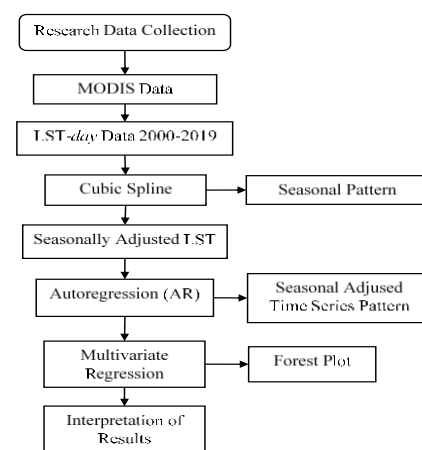 Research Data Collection
MODIS Data
LST-day Data 2000-2019
Cubic Spline
Seasonal Pattern
Seasonally Adjusted LST
Autoregression (AR)
Seasonal Adjused
Time Series Pattern
Multivariate
Regression
Forest Plot
Interpretation of
Results